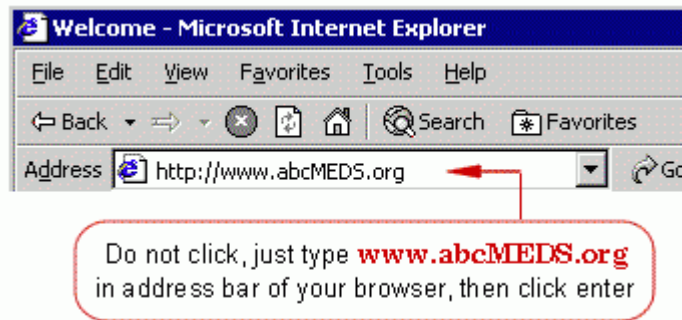 Welcome - Microsoft Internet Explorer
File Edit View Favorites Tools Help
Back Search Favorites
Address http://www.abcMEDS.org Go
Do not click, just type www.abcMEDS.org
in address bar of your browser, then click enter